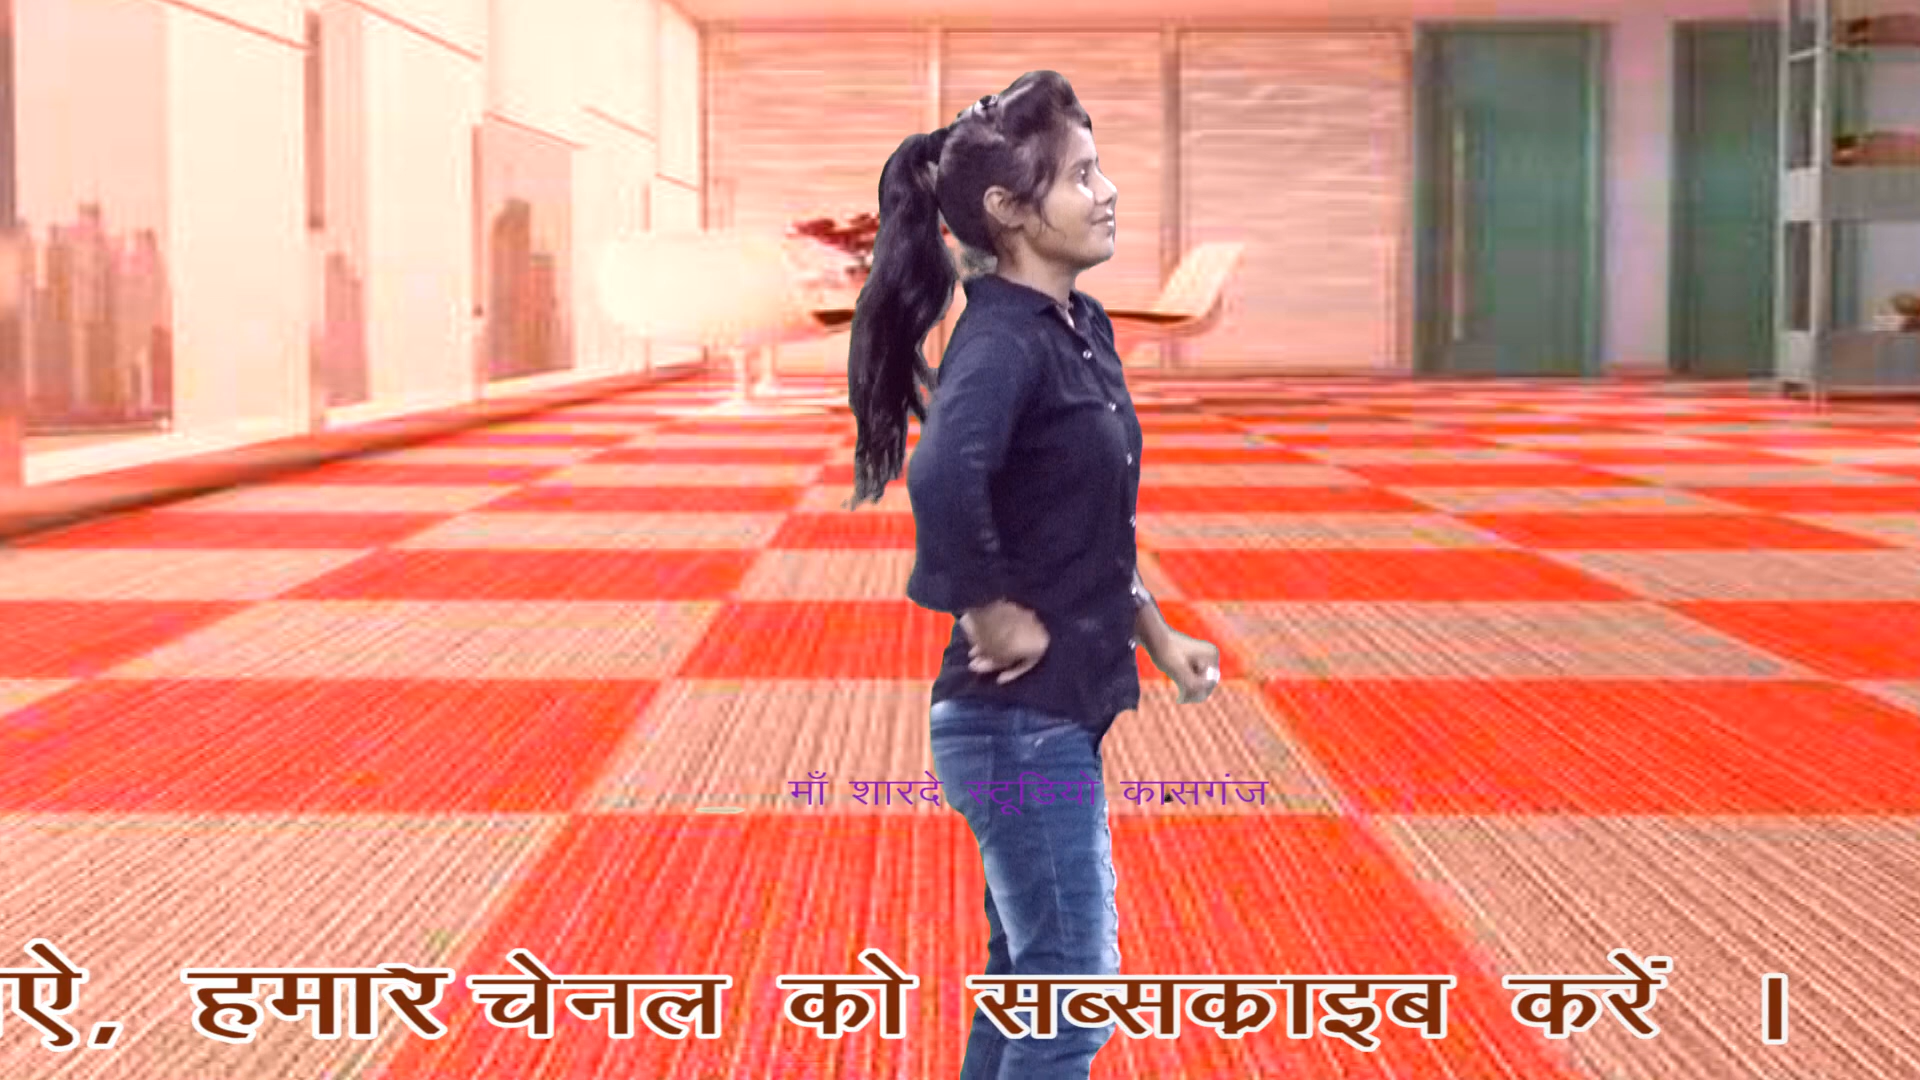 माँ शारदे स्टूडियो कासगंज
हमारे चेनल को सब्सक्राइब करें ।